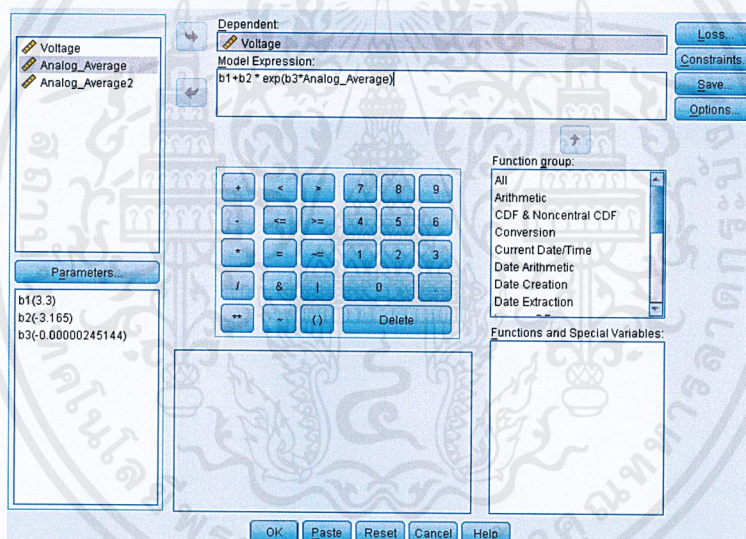 Voltage
Analog_Average
Analog_Average2
Parameters...
b1(3.3)
b2(-3.165)
b3(-0.00000245144)
Dependent:
Voltage
Model Expression:
b1+b2 * exp(b3*Analog_Average)
Loss...
Constraints.
Save...
Options...
+ < > 7 8 9
- <= >= 4 5 6
* = ~= 1 2 3
/ & | 0 .
** ~ () Delete
Function group:
All
Arithmetic
CDF & Noncentral CDF
Conversion
Current Date/Time
Date Arithmetic
Date Creation
Date Extraction
Functions and Special Variables:
OK Paste Reset Cancel Help